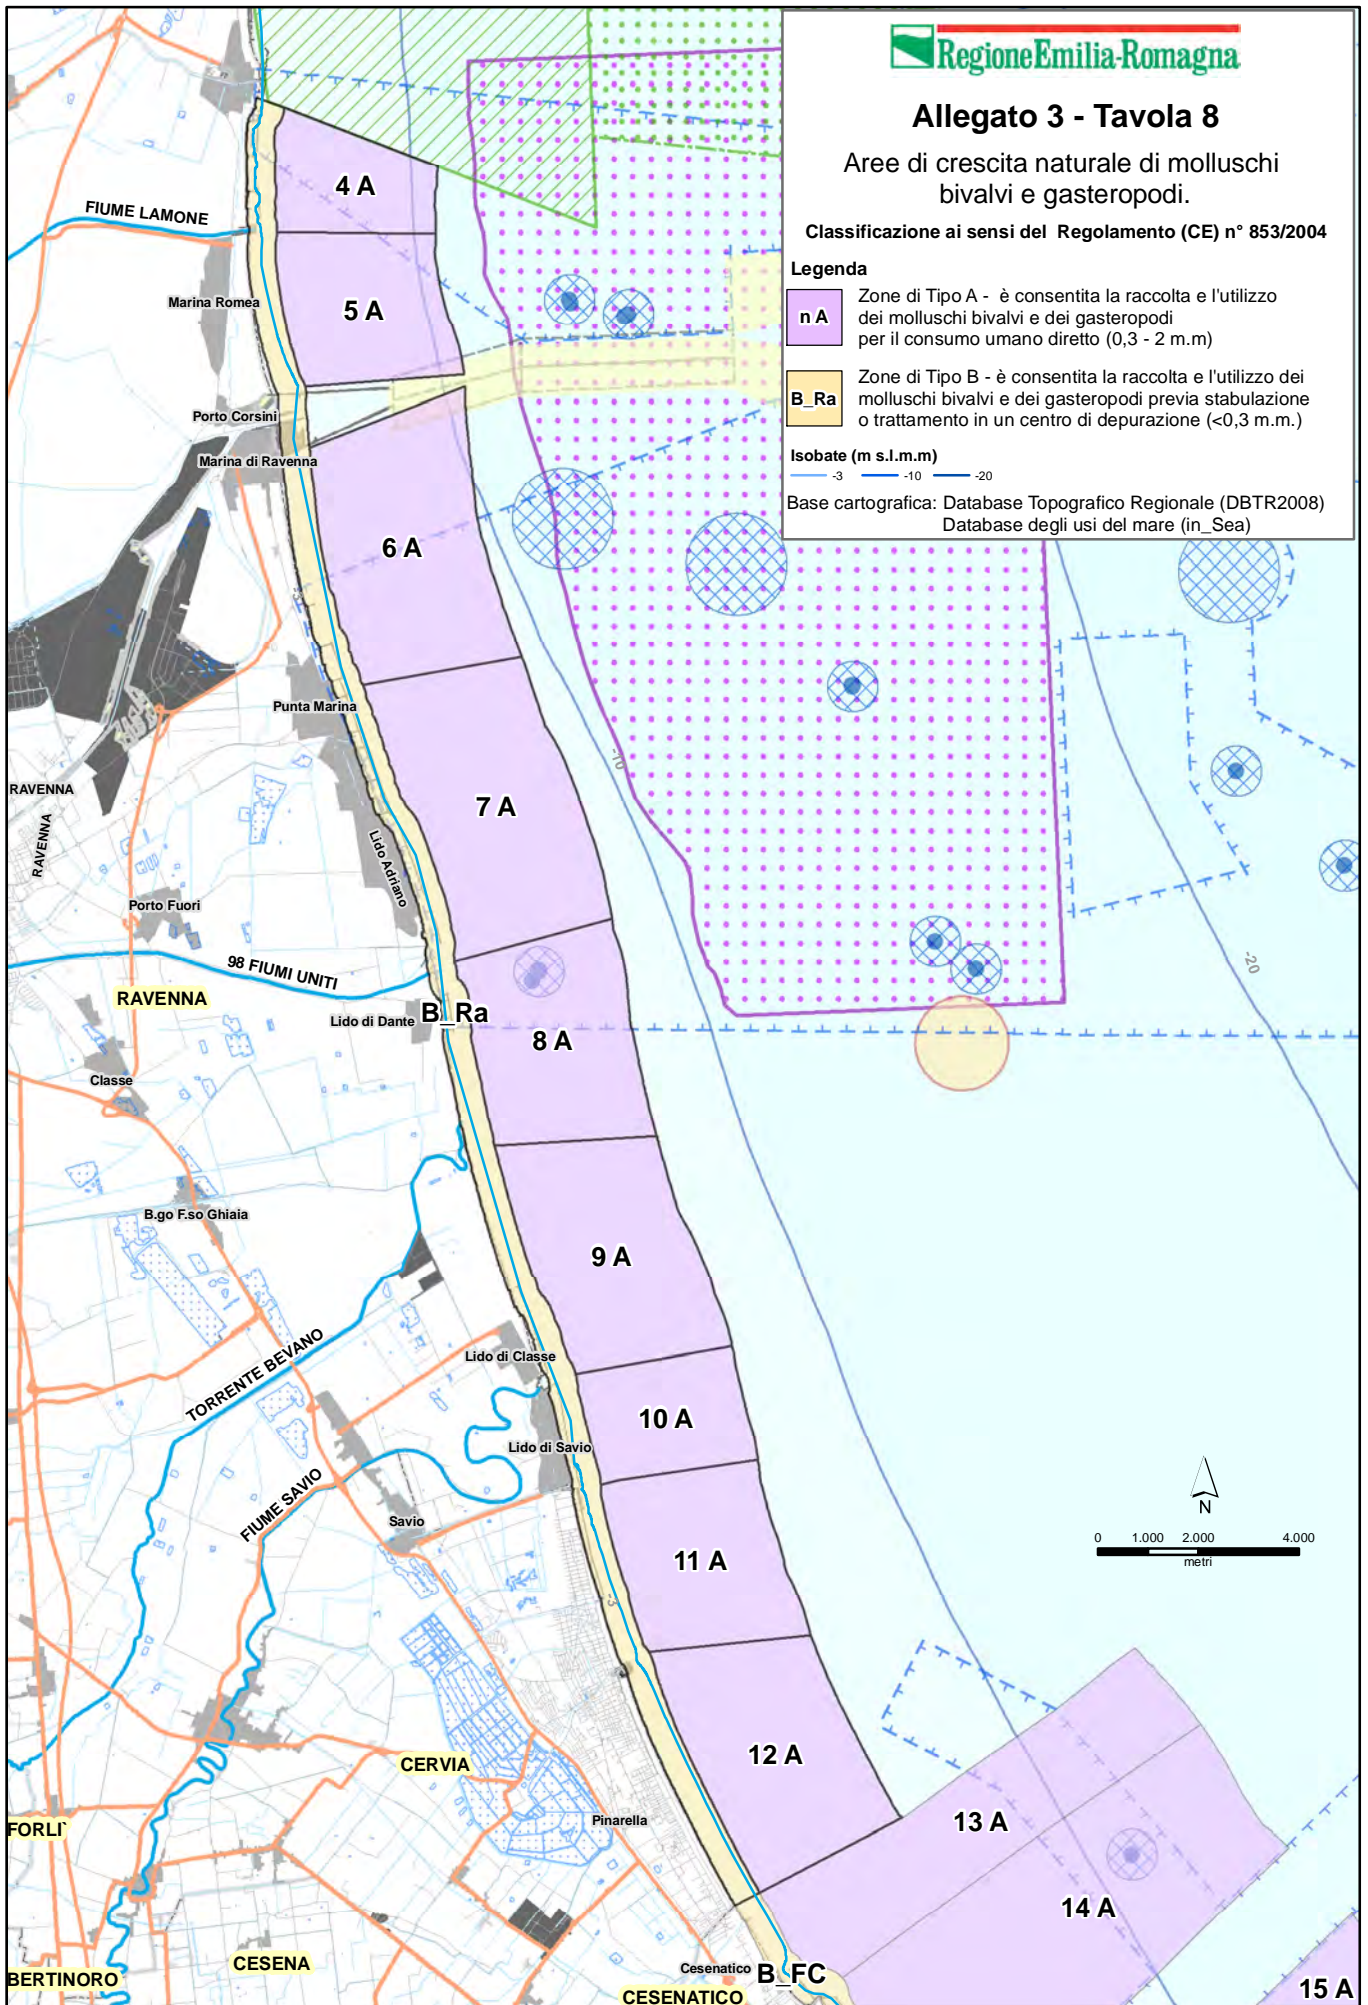 RegioneEmilia-Romagna
Allegato 3 - Tavola 8
Aree di crescita naturale di molluschi
bivalvi e gasteropodi.
Classificazione ai sensi del Regolamento (CE) n° 853/2004
Legenda
n A
Zone di Tipo A - è consentita la raccolta e l'utilizzo
dei molluschi bivalvi e dei gasteropodi
per il consumo umano diretto (0,3 - 2 m.m)
B_Ra
Zone di Tipo B - è consentita la raccolta e l'utilizzo dei
molluschi bivalvi e dei gasteropodi previa stabulazione
o trattamento in un centro di depurazione (<0,3 m.m.)
Isobate (m s.l.m.m)
-3 -10 -20
Base cartografica: Database Topografico Regionale (DBTR2008)
Database degli usi del mare (in_Sea)
4 A
FIUME LAMONE
Marina Romea
5 A
Porto Corsini
Marina di Ravenna
6 A
-3
Punta Marina
-10
RAVENNA
RAVENNA
7 A
Lido Adriano
Porto Fuori
98 FIUMI UNITI
-20
RAVENNA
Lido di Dante
B_Ra
8 A
Classe
B.go F.so Ghiaia
9 A
TORRENTE BEVANO
Lido di Classe
10 A
Lido di Savio
FIUME SAVIO
Savio
N
0 1.000 2.000 4.000
metri
11 A
-3
12 A
CERVIA
Pinarella
13 A
FORLI`
14 A
CESENA
Cesenatico
B_FC
BERTINORO
CESENATICO
15 A